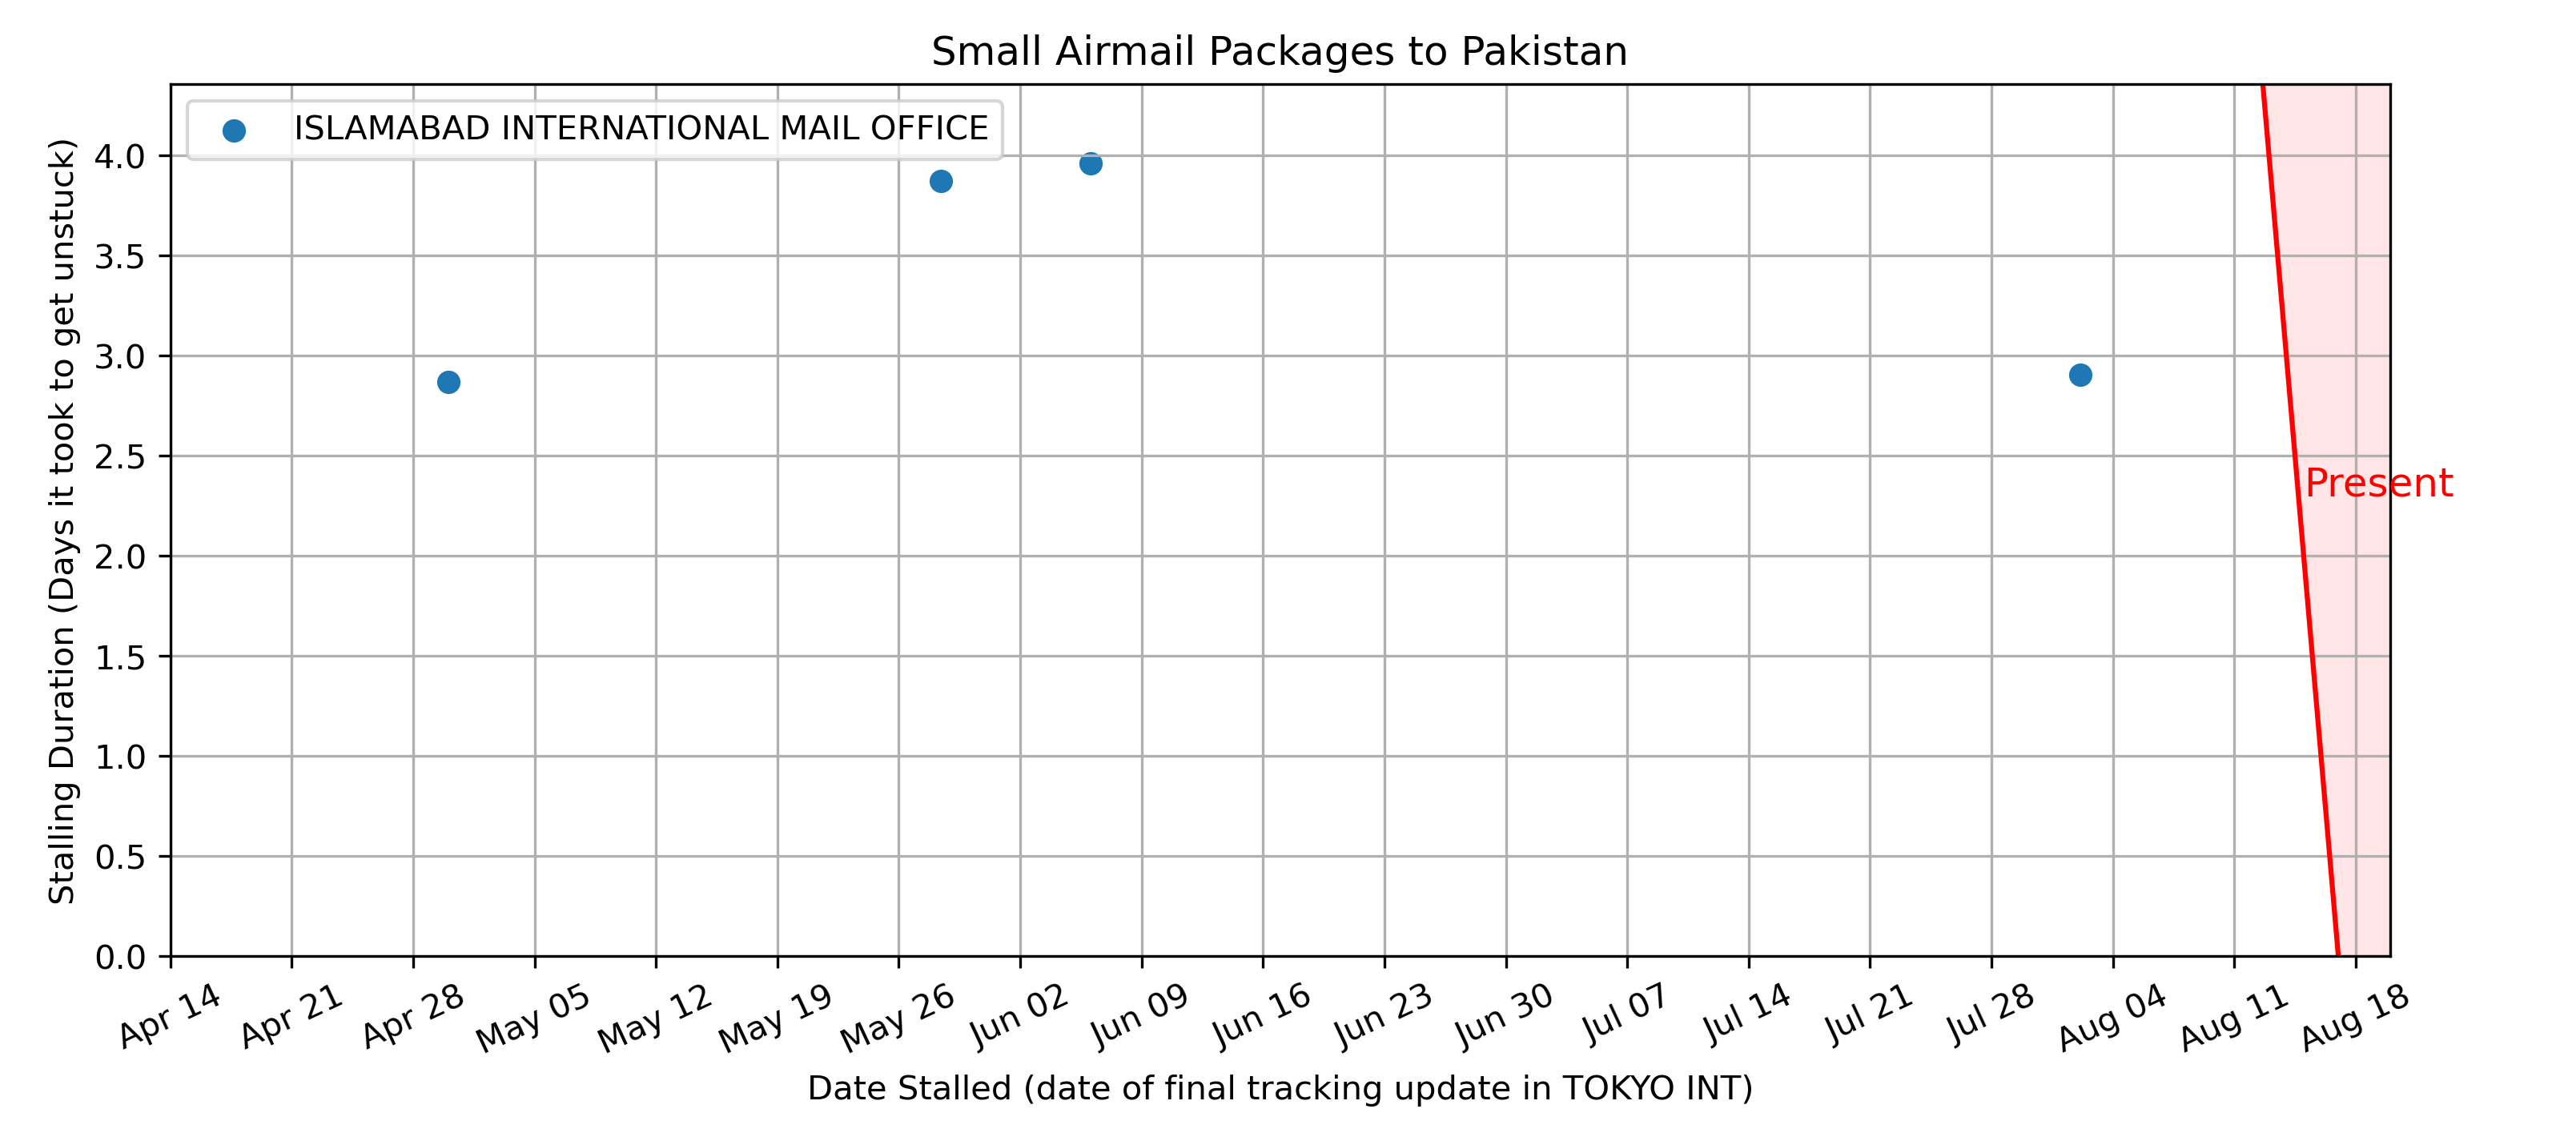 Small Airmail Packages to Pakistan
ISLAMABAD INTERNATIONAL MAIL OFFICE
Stalling Duration (Days it took to get unstuck)
4.0
3.5
3.0
2.5
2.0
1.5
1.0
0.5
0.0
Present
Apr 14 Apr 21 Apr 28 May 05 May 12 May 19 May 26 Jun 02 Jun 09 Jun 16 Jun 23 Jun 30 Jul 07 Jul 14 Jul 21 Jul 28 Aug 04 Aug 11 Aug 18
Date Stalled (date of final tracking update in TOKYO INT)